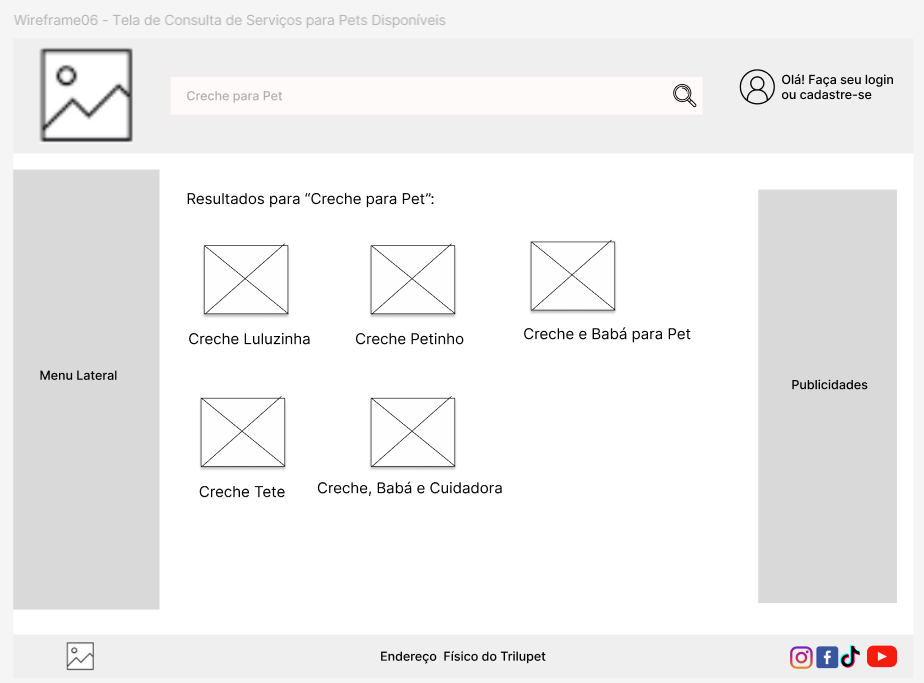 Wireframe06 - Tela de Consulta de Serviços para Pets Disponíveis
Creche para Pet
Olá! Faça seu login
ou cadastre-se
Resultados para “Creche para Pet”:
Creche Luluzinha
Creche Petinho
Creche e Babá para Pet
Menu Lateral
Publicidades
Creche Tete
Creche, Babá e Cuidadora
Endereço  Físico do Trilupet